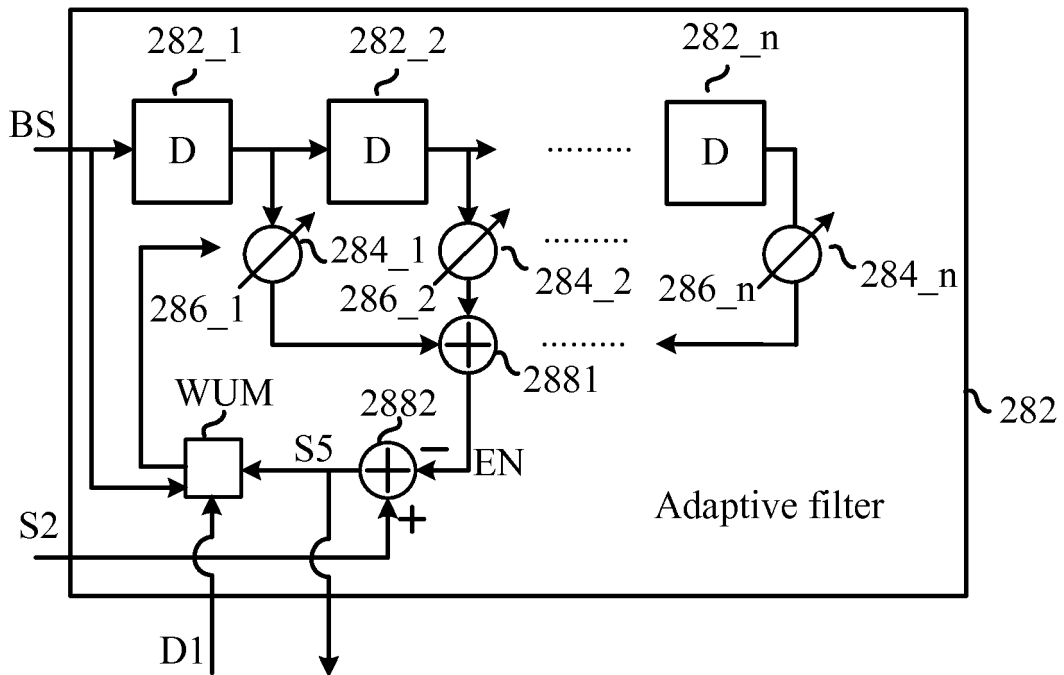 282_1
282_2
282_n
BS
D
D
.........
D
284_1
.........
284_2
284_n
286_1
286_2
286_n
.........
2881
WUM
2882
282
S5
EN
S2
Adaptive filter
D1